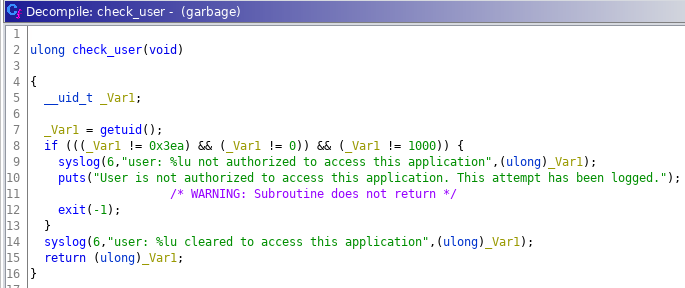 Decompile: check_user - (garbage)
1
2 ulong check_user(void)
3
4 {
5 __uid_t _Var1;
6
7 _Var1 = getuid();
8 if (((_Var1 != 0x3ea) && (_Var1 != 0)) && (_Var1 != 1000)) {
9 syslog(6,"user: %lu not authorized to access this application",(ulong)_Var1);
10 puts("User is not authorized to access this application. This attempt has been logged.");
11 /* WARNING: Subroutine does not return */
12 exit(-1);
13 }
14 syslog(6,"user: %lu cleared to access this application",(ulong)_Var1);
15 return (ulong)_Var1;
16 }
17